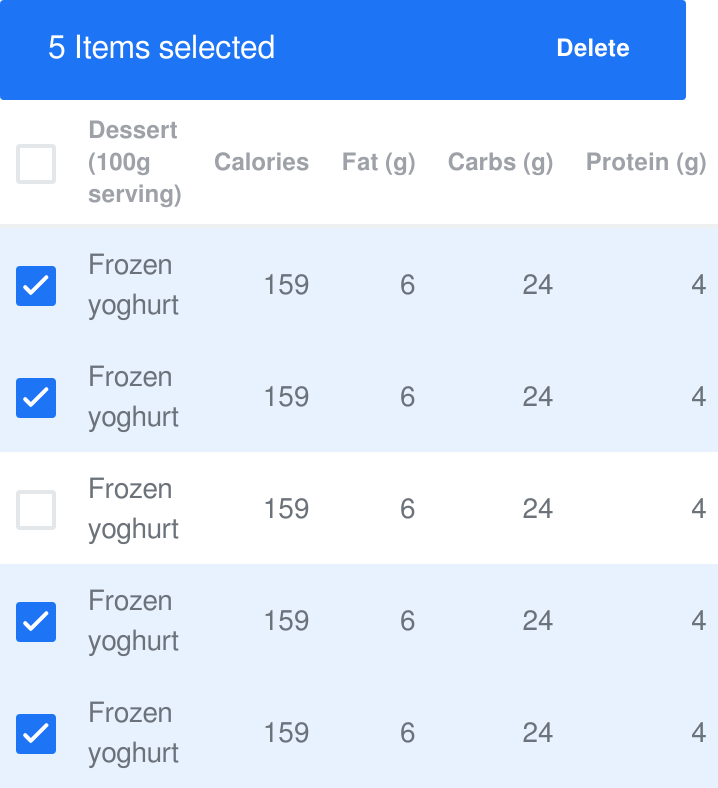 5 Items selected Delete
Dessert
(100g
serving) Calories Fat (g) Carbs (g) Protein (g)
Frozen
yoghurt 159 6 24 4
Frozen
yoghurt 159 6 24 4
Frozen
yoghurt 159 6 24 4
Frozen
yoghurt 159 6 24 4
Frozen
yoghurt 159 6 24 4